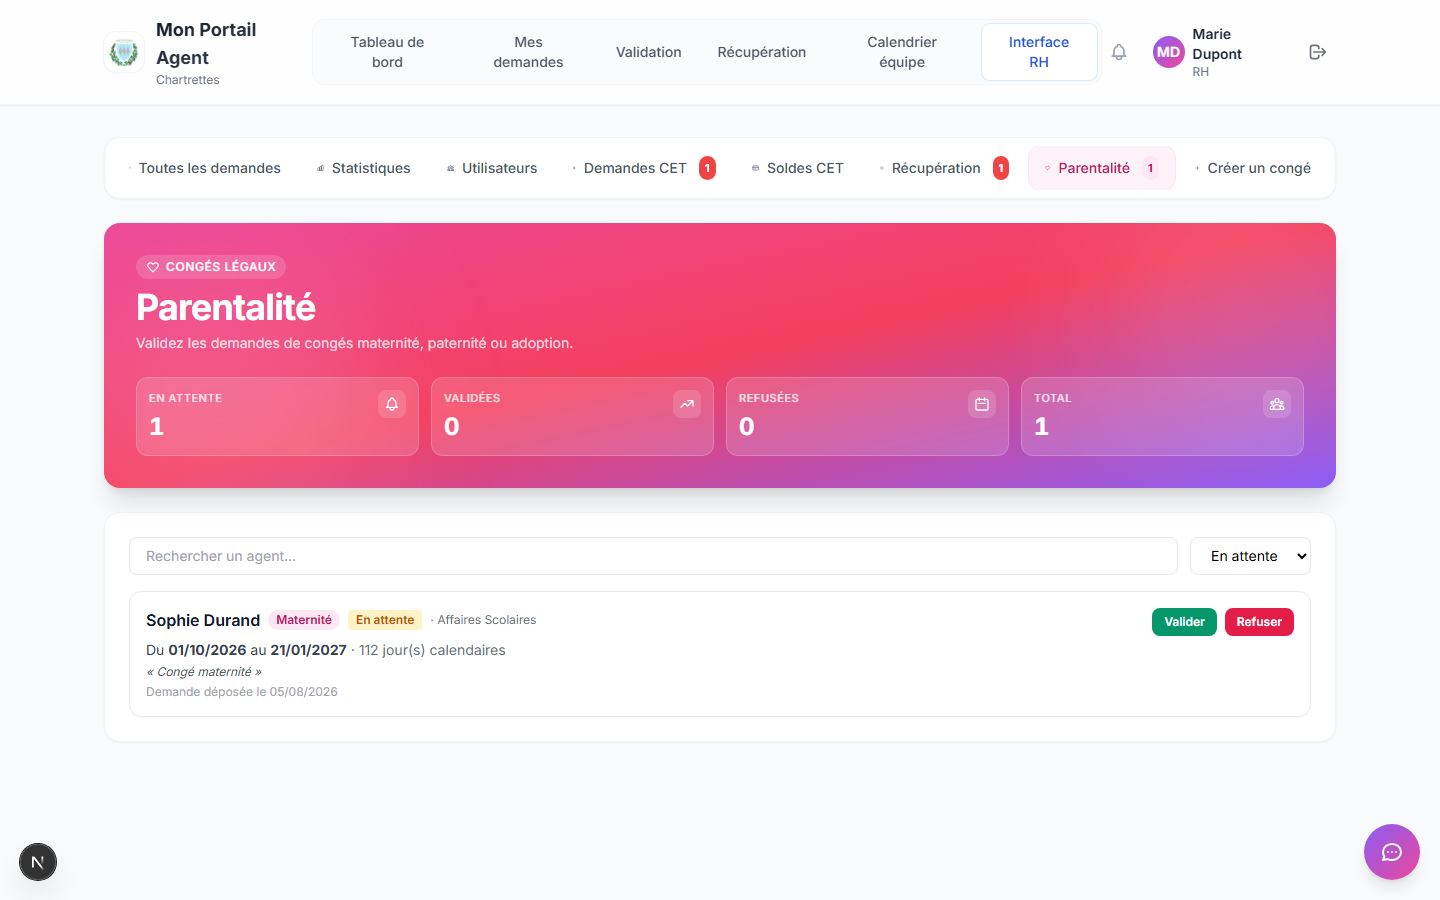 Mon Portail
Agent
Chartrettes
Tableau de
bord
Mes
demandes
Validation
Récupération
Calendrier
équipe
Interface
RH
MD
Marie
Dupont
RH
Toutes les demandes
Statistiques
Utilisateurs
Demandes CET 1
Soldes CET
Récupération 1
Parentalité 1
Créer un congé
CONGÉS LÉGAUX
Parentalité
Validez les demandes de congés maternité, paternité ou adoption.
EN ATTENTE
1
VALIDÉES
0
REFUSÉES
0
TOTAL
1
Rechercher un agent...
En attente
Sophie Durand Maternité En attente · Affaires Scolaires
Valider
Refuser
Du 01/10/2026 au 21/01/2027 · 112 jour(s) calendaires
« Congé maternité »
Demande déposée le 05/08/2026
N